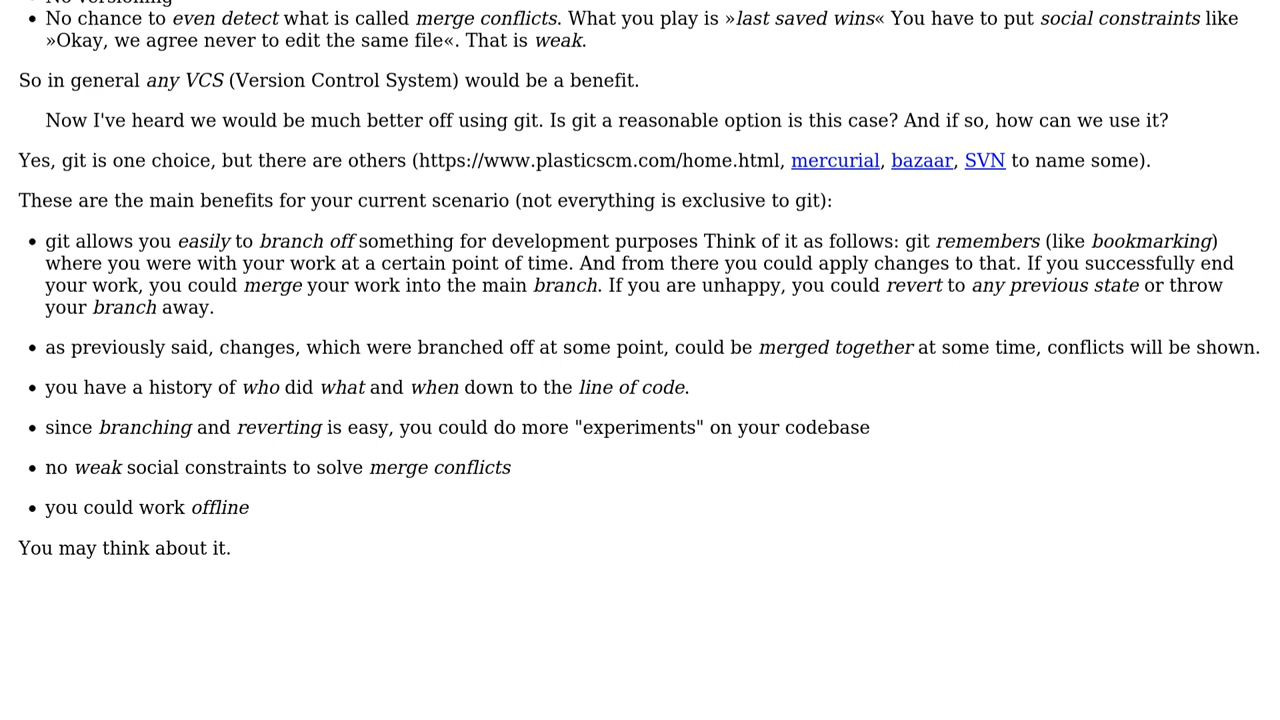 • No versioning
• No chance to even detect what is called merge conflicts. What you play is »last saved wins« You have to put social constraints like
»Okay, we agree never to edit the same file«. That is weak.
So in general any VCS (Version Control System) would be a benefit.
Now I've heard we would be much better off using git. Is git a reasonable option is this case? And if so, how can we use it?
Yes, git is one choice, but there are others (https://www.plasticscm.com/home.html, mercurial, bazaar, SVN to name some).
These are the main benefits for your current scenario (not everything is exclusive to git):
• git allows you easily to branch off something for development purposes Think of it as follows: git remembers (like bookmarking)
where you were with your work at a certain point of time. And from there you could apply changes to that. If you successfully end
your work, you could merge your work into the main branch. If you are unhappy, you could revert to any previous state or throw
your branch away.
• as previously said, changes, which were branched off at some point, could be merged together at some time, conflicts will be shown.
• you have a history of who did what and when down to the line of code.
• since branching and reverting is easy, you could do more "experiments" on your codebase
• no weak social constraints to solve merge conflicts
• you could work offline
You may think about it.